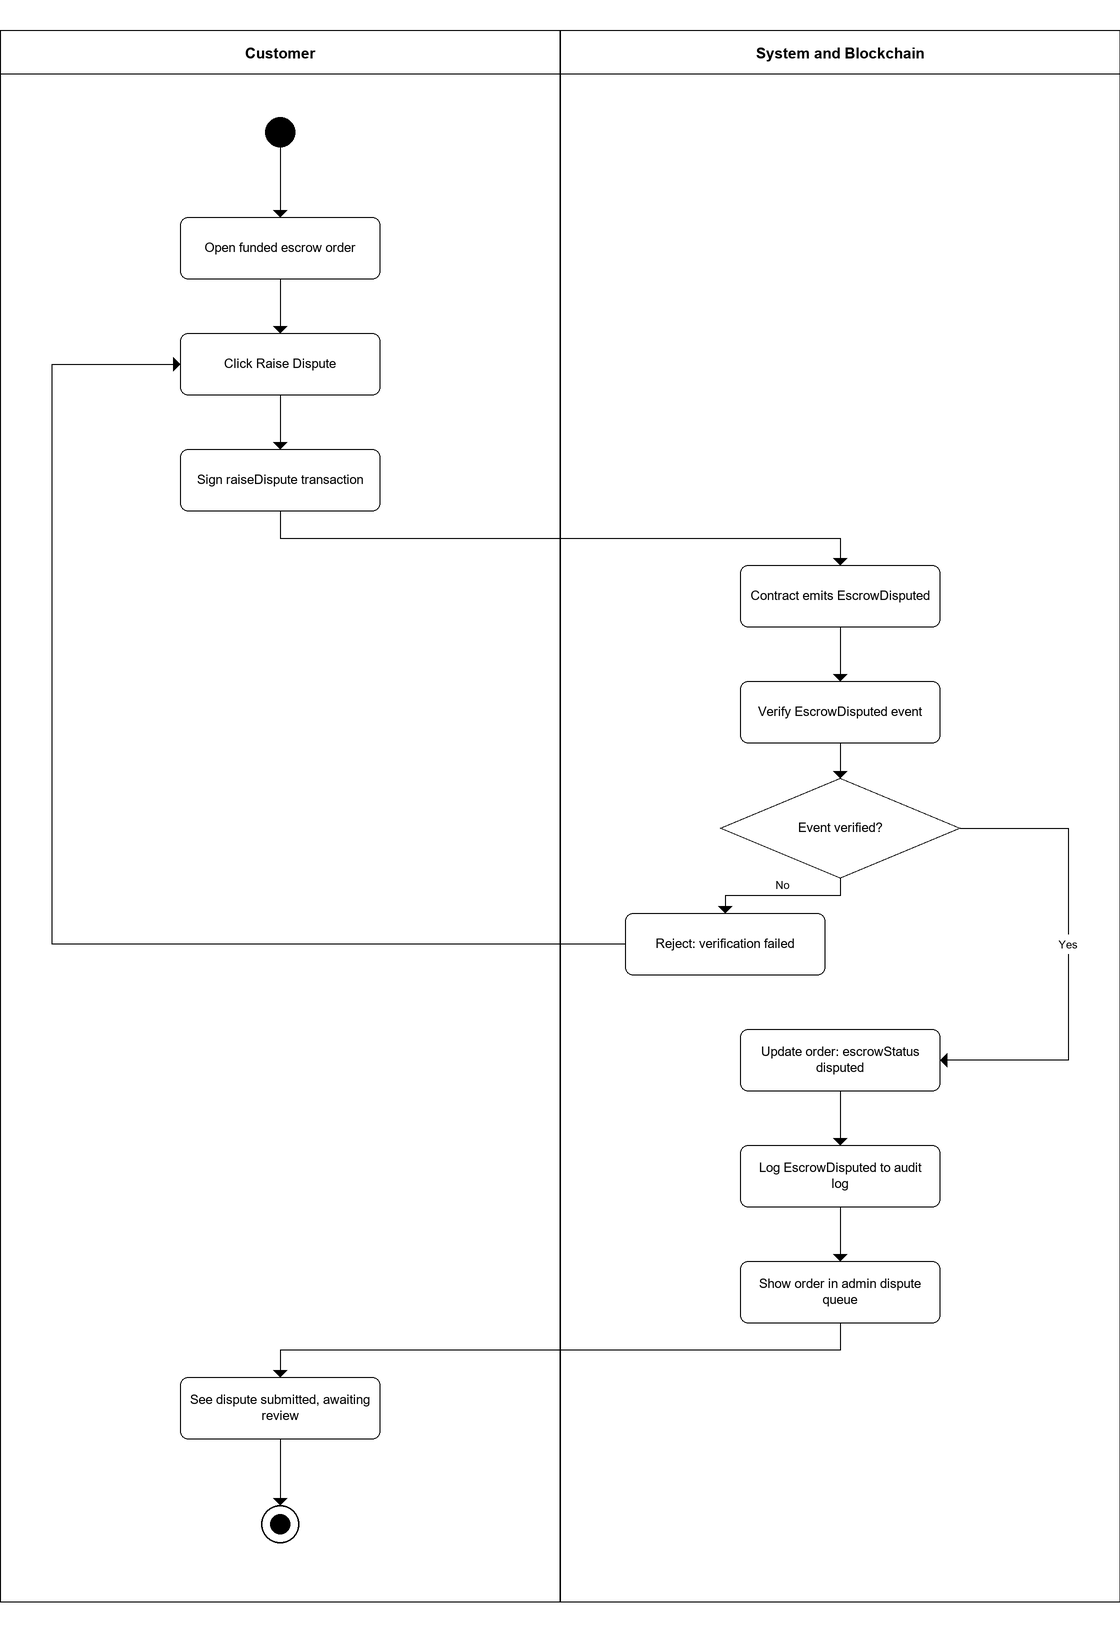 Customer
System and Blockchain
Open funded escrow order
Click Raise Dispute
Sign raiseDispute transaction
Contract emits EscrowDisputed
Verify EscrowDisputed event
Event verified?
No
Reject: verification failed
Yes
Update order: escrowStatus
disputed
Log EscrowDisputed to audit
log
Show order in admin dispute
queue
See dispute submitted, awaiting
review